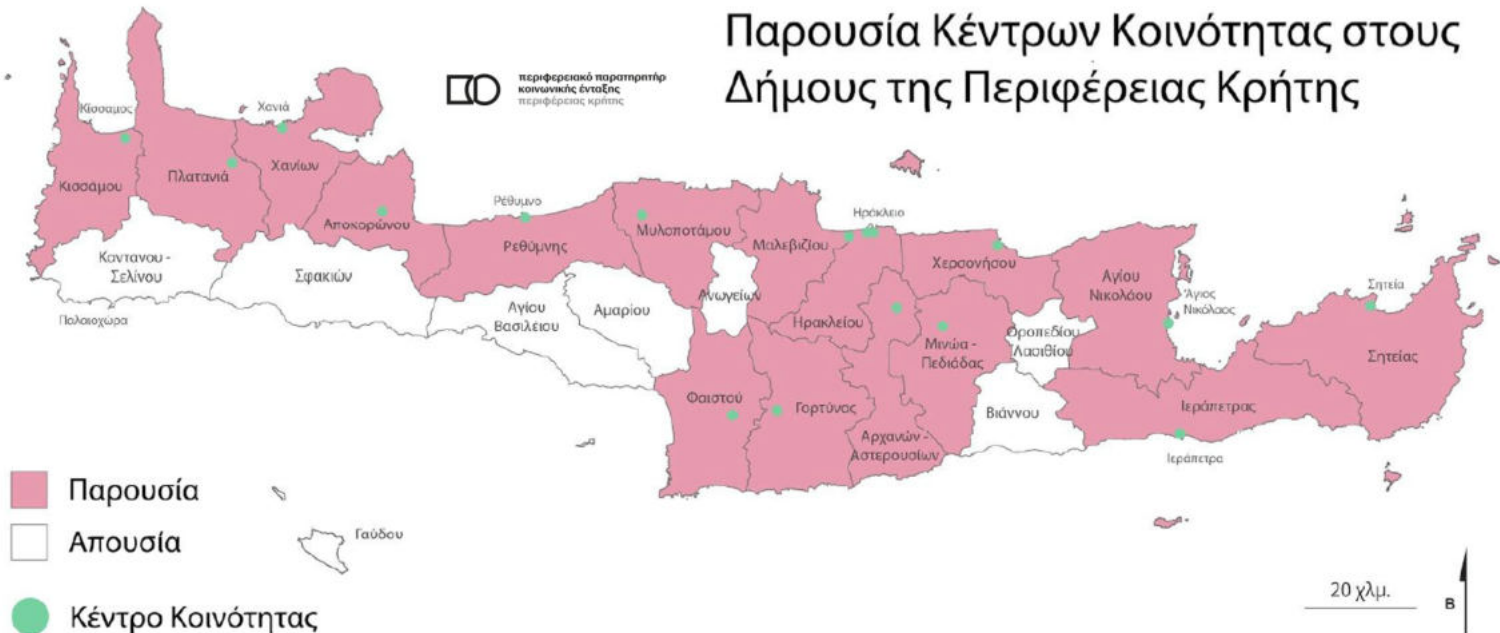 Παρουσία Κέντρων Κοινότητας στους
Δήμους της Περιφέρειας Κρήτης
περιφερειακό παρατηρητήρ
κοινωνικής ένταξης
περιφέρειας κρήτης
Κίσσαμος
Χανιά
Κισσάμου
Πλατανιά
Χανίων
Αποκορώνου
Ρέθυμνο
Ρεθύμνης
Μυλοποτάμου
Μαλεβιζίου
Ηράκλειο
Χερσονήσου
Αγίου
Νικολάου
Άγιος
Νικόλαος
Σητεία
Σητείας
Καντανου -
Σελίνου
Σφακιών
Παλαιοχώρα
Αγίου
Βασιλείου
Αμαρίου
Ανωγείων
Ηρακλείου
Μινώα -
Πεδιάδας
Οροπεδίου
Λασιθίου
Φαιστού
Γορτύνας
Αρχανών -
Αστερουσίων
Βιάννου
Ιεράπετρας
Ιεράπετρα
Παρουσία
Απουσία
Γαύδου
Κέντρο Κοινότητας
20 χλμ.
Β